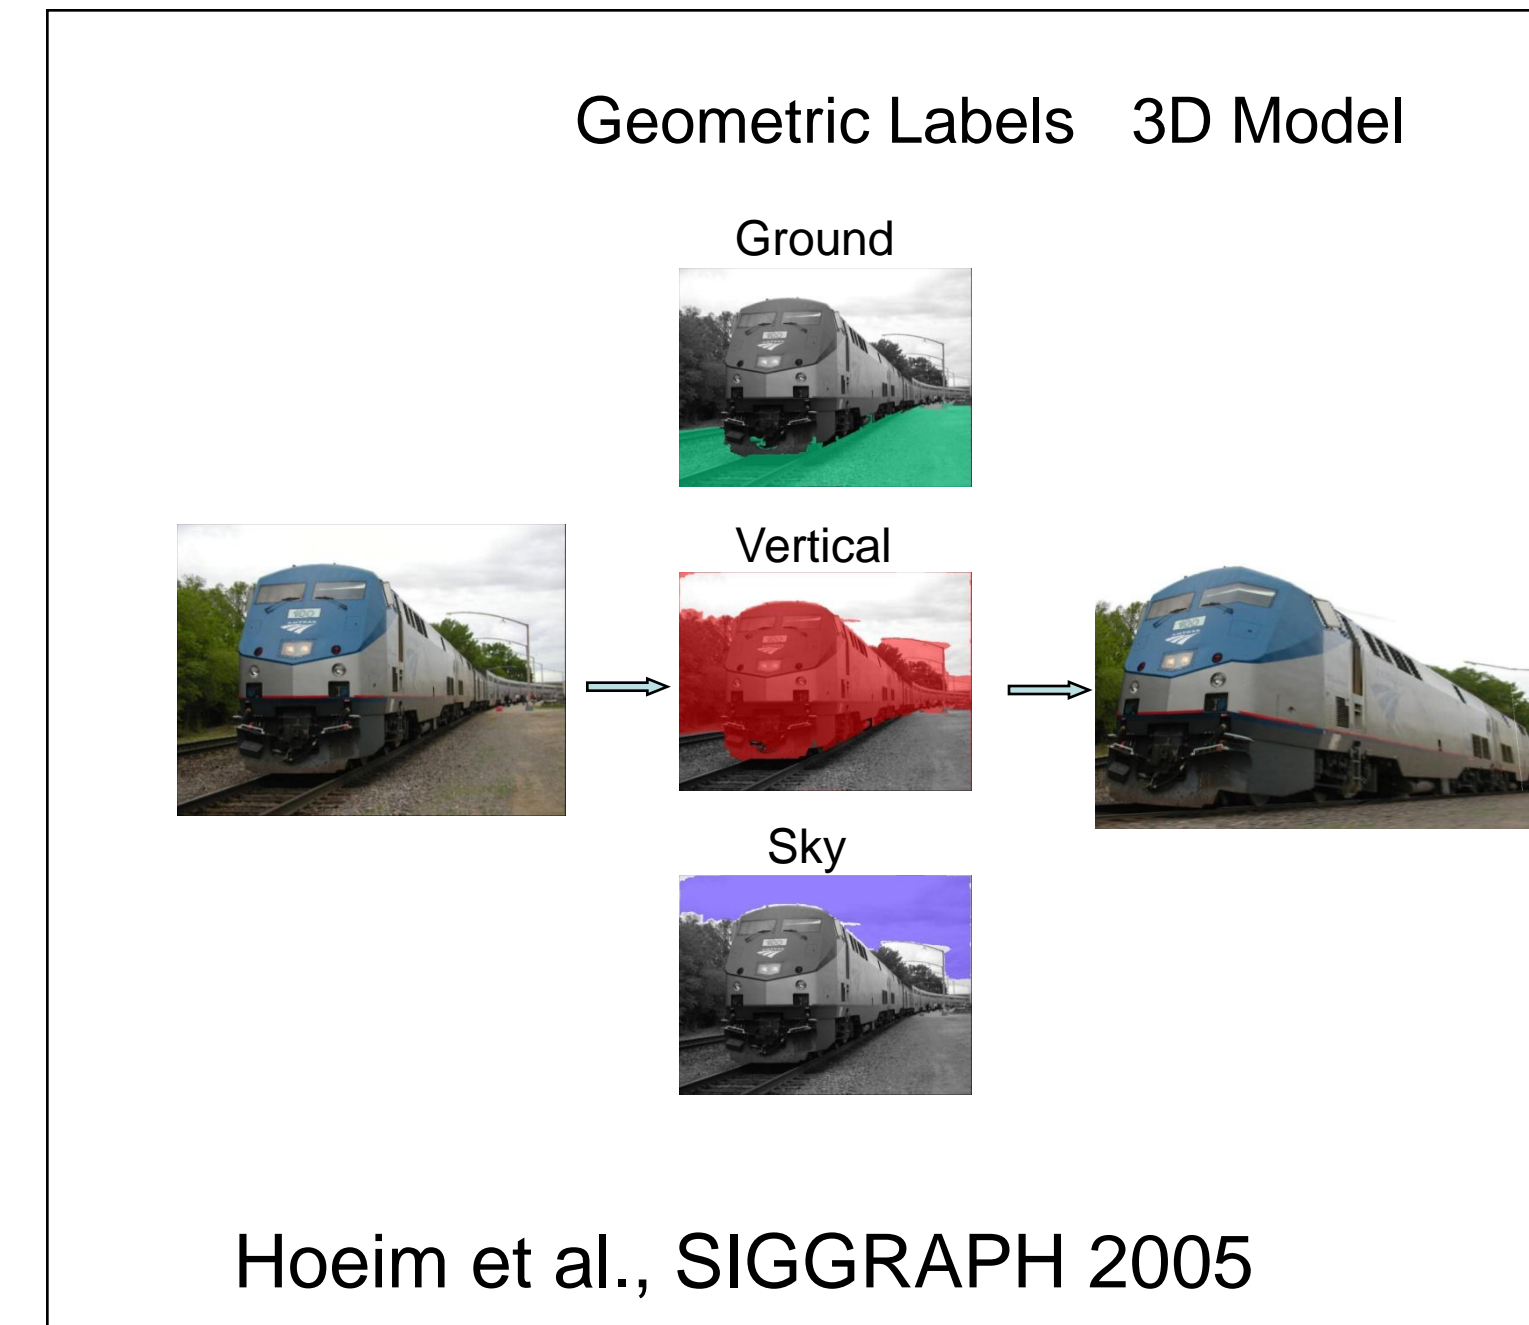 Geometric Labels 3D Model
Ground
Vertical
Sky
Hoeim et al., SIGGRAPH 2005